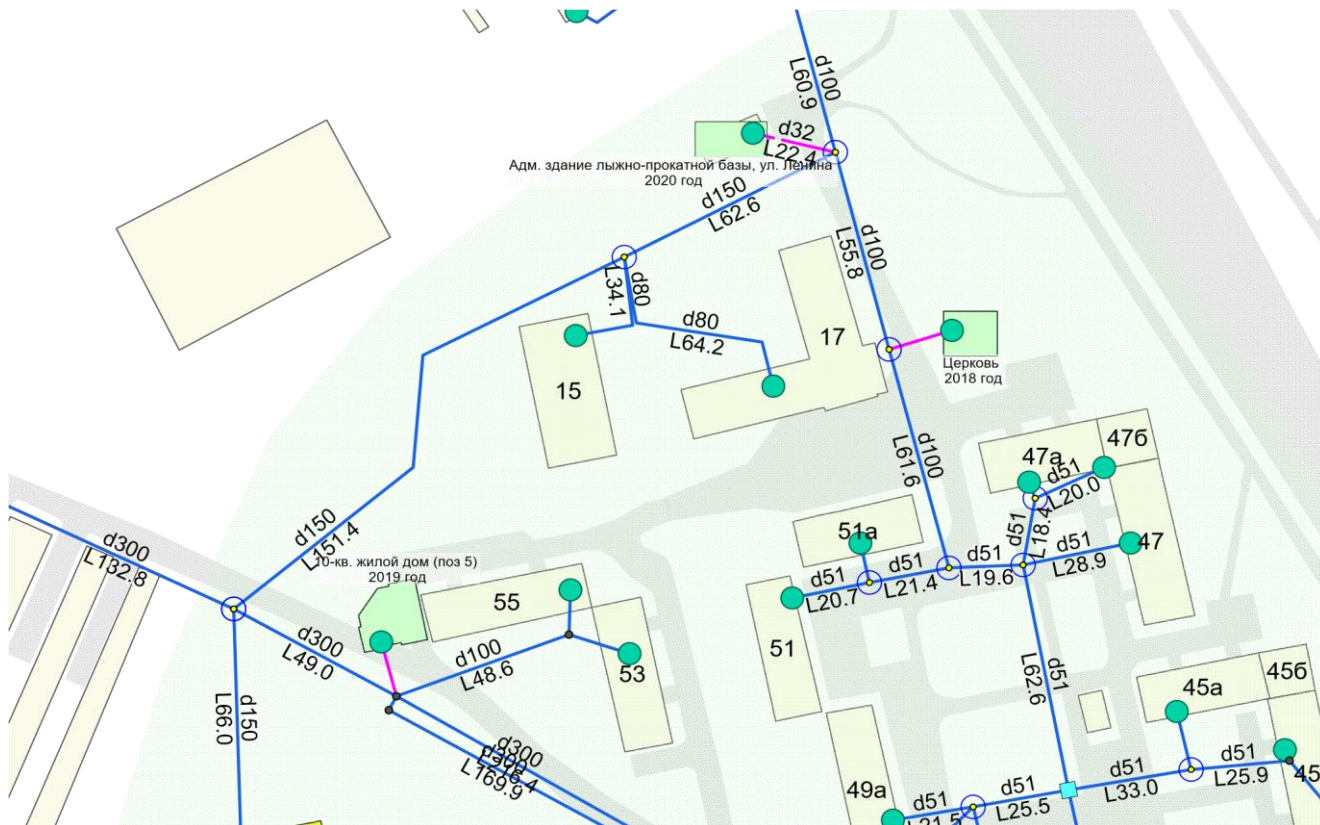 d100
L60.9
d32
L22.4
Адм. здание лыжно-прокатной базы, ул. Ленина
2020 год
d150
L62.6
d100
L55.8
d80
L34.1
d80
L64.2
17
15
Церковь
2018 год
d100
L61.6
47а
47б
d51
L20.0
d51
L18.4
d51
L28.9
47
51а
d51
L20.7
d51
L21.4
d51
L19.6
51
d150
L151.4
d300
L132.8
10-кв. жилой дом (поз 5)
2019 год
55
53
d300
L49.0
d100
L48.6
d150
L66.0
d300
L169.9
d51
L62.6
45а
45б
d51
L33.0
d51
L25.9
45
49а
d51
L21.5
d51
L25.5